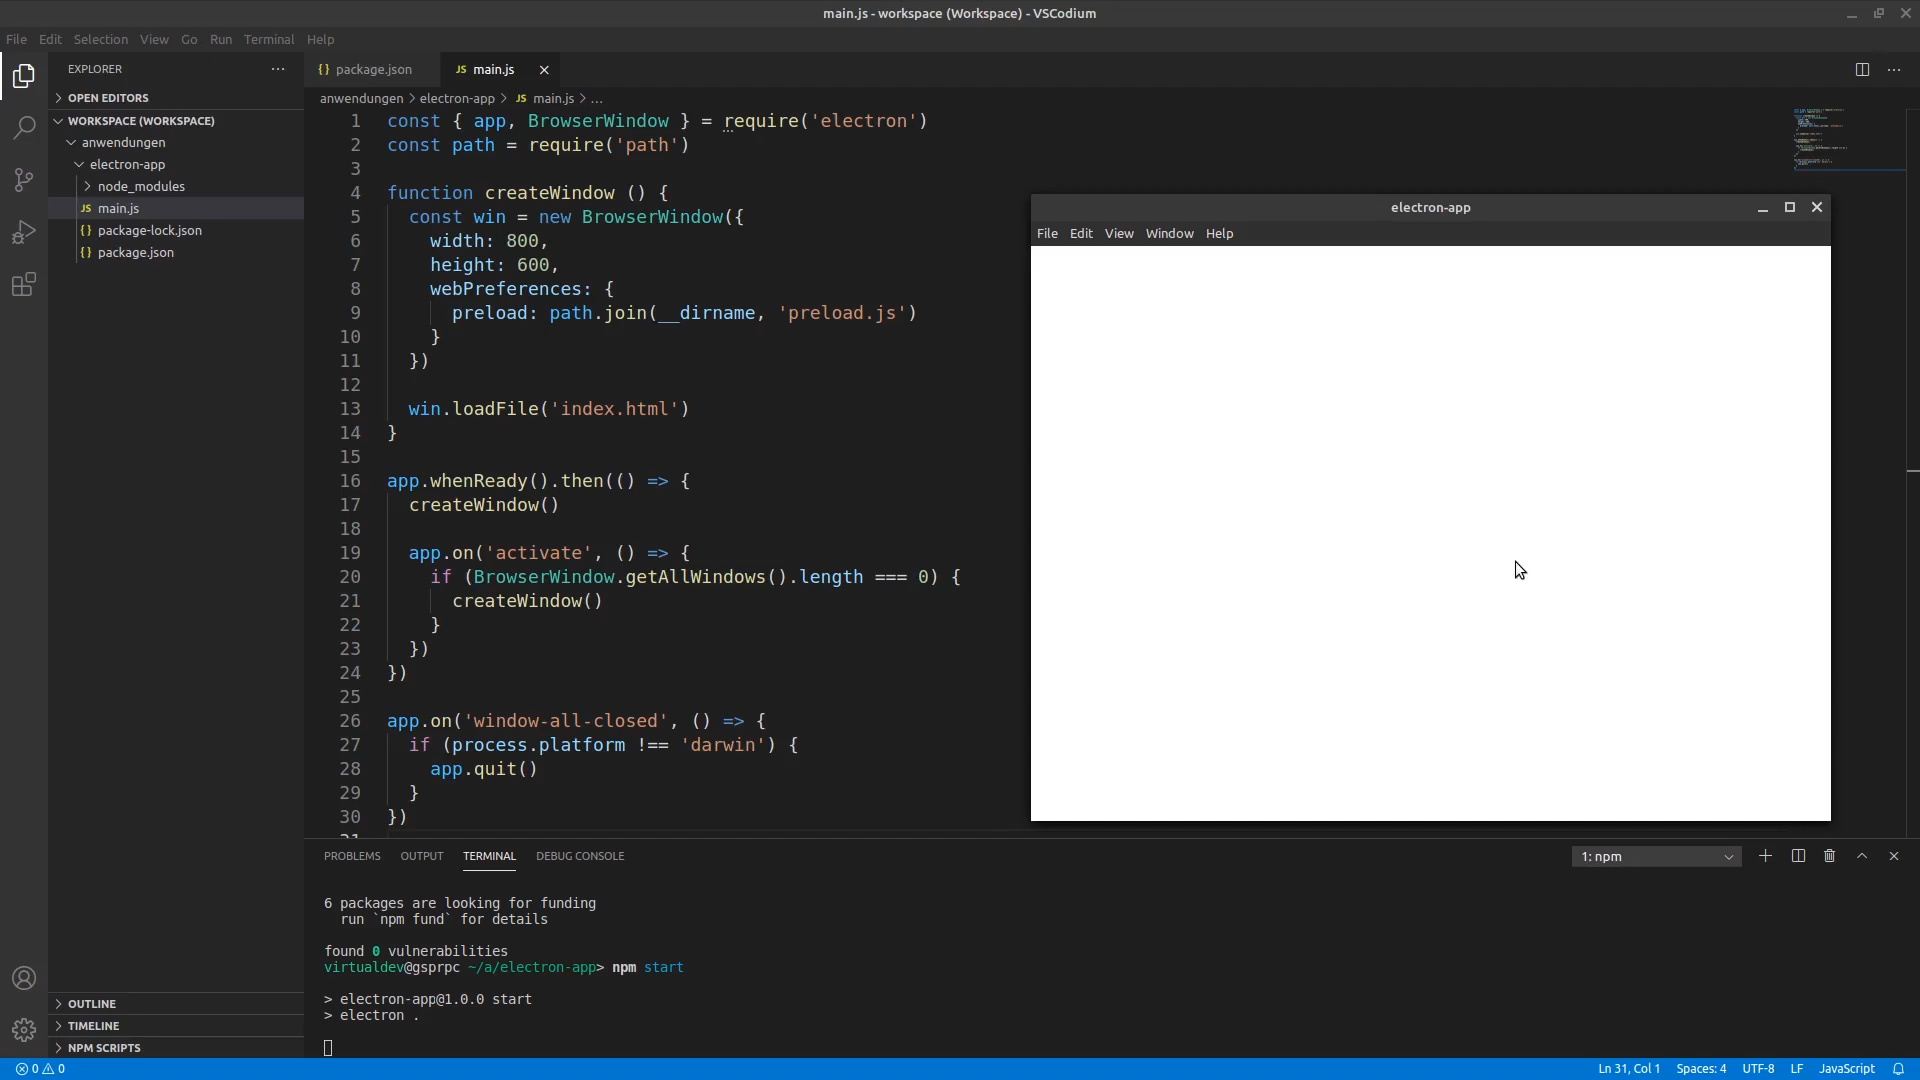 main.js - workspace (Workspace) - VSCodium
File Edit Selection View Go Run Terminal Help
EXPLORER
OPEN EDITORS
WORKSPACE (WORKSPACE)
anwendungen
electron-app
node_modules
JS main.js
{} package-lock.json
{} package.json
OUTLINE
TIMELINE
NPM SCRIPTS
{} package.json
JS main.js
anwendungen > electron-app > JS main.js > ...
1 const { app, BrowserWindow } = require('electron')
2 const path = require('path')
3
4 function createWindow () {
5 const win = new BrowserWindow({
6 width: 800,
7 height: 600,
8 webPreferences: {
9 preload: path.join(__dirname, 'preload.js')
10 }
11 })
12
13 win.loadFile('index.html')
14 }
15
16 app.whenReady().then(() => {
17 createWindow()
18
19 app.on('activate', () => {
20 if (BrowserWindow.getAllWindows().length === 0) {
21 createWindow()
22 }
23 })
24 })
25
26 app.on('window-all-closed', () => {
27 if (process.platform !== 'darwin') {
28 app.quit()
29 }
30 })
31
electron-app
File Edit View Window Help
PROBLEMS OUTPUT TERMINAL DEBUG CONSOLE
1: npm
6 packages are looking for funding
run `npm fund` for details
found 0 vulnerabilities
virtualdev@gsprpc ~/a/electron-app> npm start
> electron-app@1.0.0 start
> electron .
0 0
Ln 31, Col 1 Spaces: 4 UTF-8 LF JavaScript